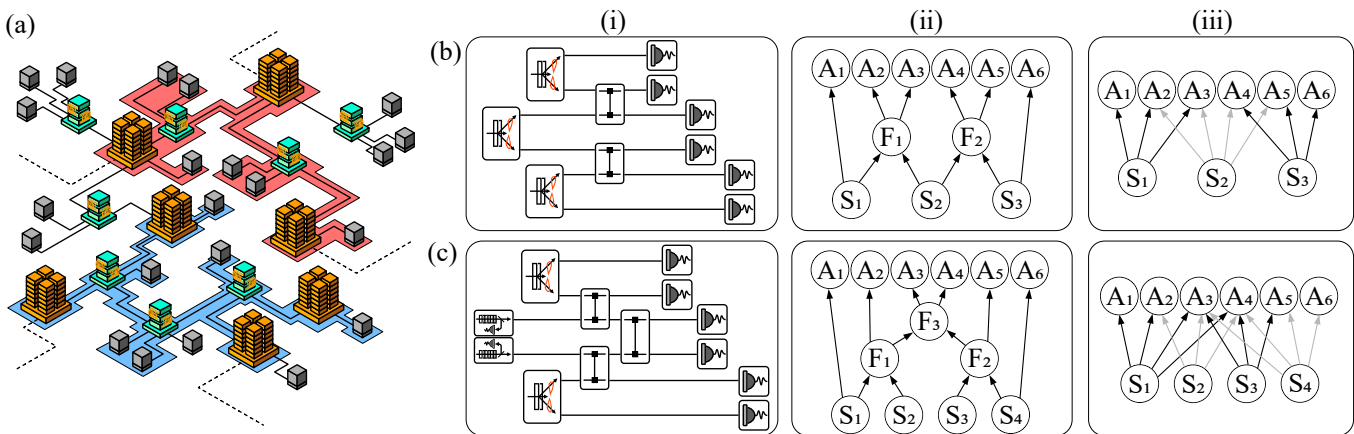 (a)
(i)
(ii)
(iii)
(b)
A₁ A₂ A₃ A₄ A₅ A₆
F₁ F₂
S₁ S₂ S₃
A₁ A₂ A₃ A₄ A₅ A₆
S₁ S₂ S₃
(c)
A₁ A₂ A₃ A₄ A₅ A₆
F₃
F₁ F₂
S₁ S₂ S₃ S₄
A₁ A₂ A₃ A₄ A₅ A₆
S₁ S₂ S₃ S₄